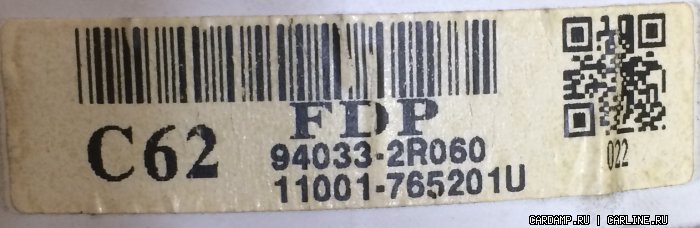 FDP
C62
94033-2R060
11001-765201U
022
CARDAMP.RU | CARLINE.RU